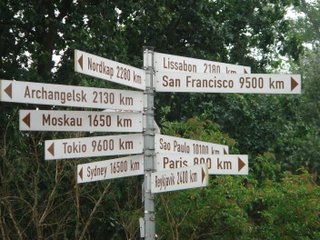 Nordkap 2280 km
Lissabon 2180 km
San Francisco 9500 km
Archangelsk 2130 km
Moskau 1650 km
Tokio 9600 km
Sao Paulo 10100 km
Paris 800 km
Sydney 16500 km
Reykjavik 2400 km